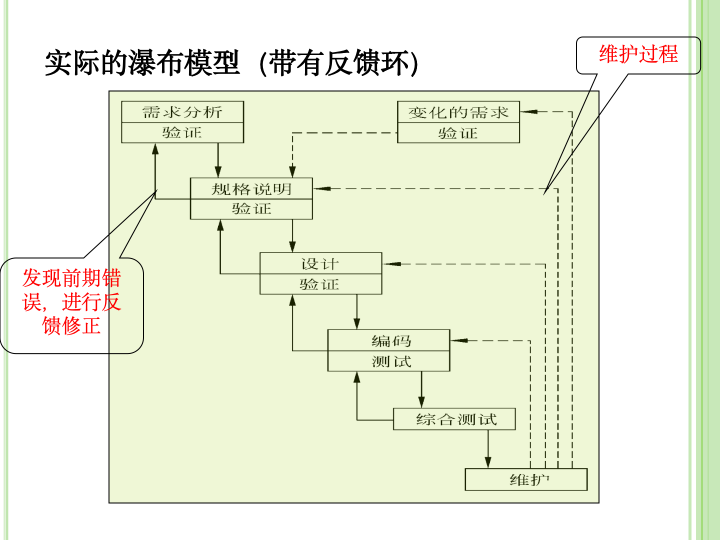 实际的瀑布模型（带有反馈环）
维护过程
需求分析
验证
变化的需求
验证
规格说明
验证
设计
验证
发现前期错
误，进行反
馈修正
编码
测试
综合测试
维护